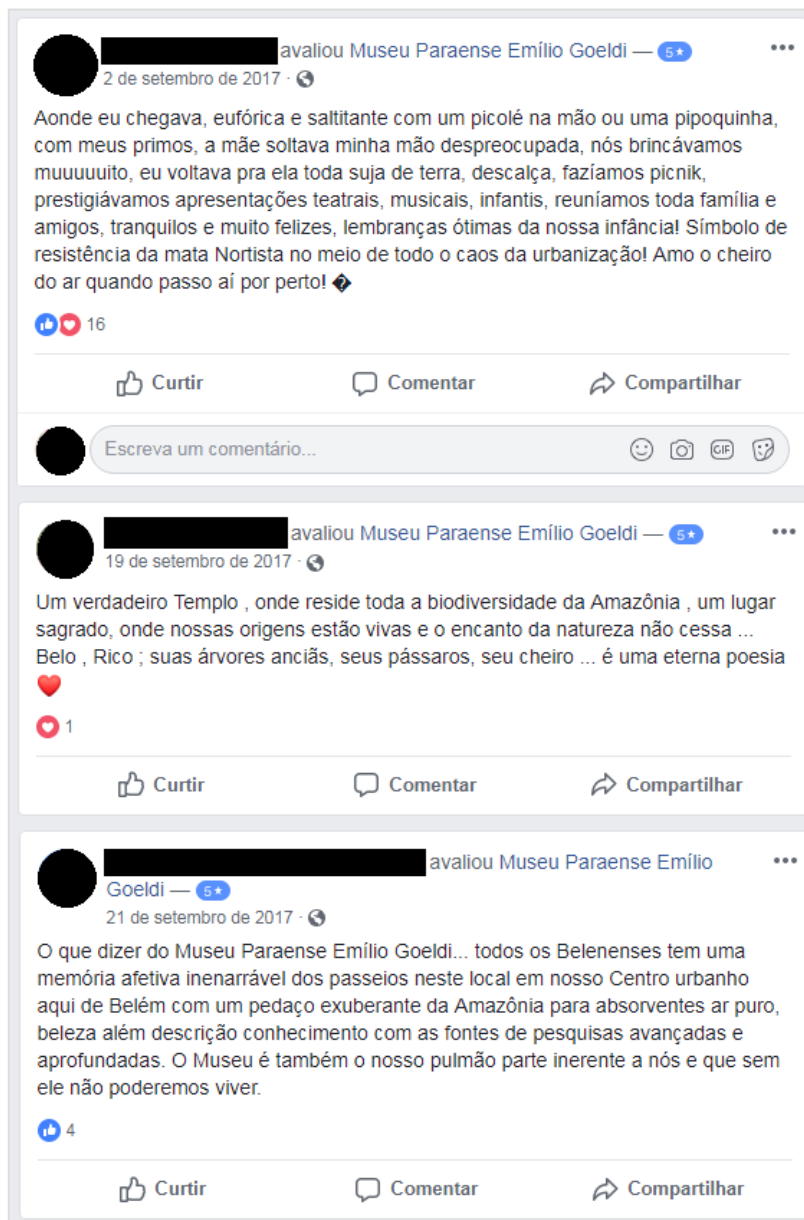 avaliou Museu Paraense Emílio Goeldi — 5★
2 de setembro de 2017 ·
Aonde eu chegava, eufórica e saltitante com um picolé na mão ou uma pipoquinha,
com meus primos, a mãe soltava minha mão despreocupada, nós brincávamos
muuuuuito, eu voltava pra ela toda suja de terra, descalça, fazíamos picnik,
prestigiávamos apresentações teatrais, musicais, infantis, reuníamos toda família e
amigos, tranquilos e muito felizes, lembranças ótimas da nossa infância! Símbolo de
resistência da mata Nortista no meio de todo o caos da urbanização! Amo o cheiro
do ar quando passo aí por perto! �
16
Curtir Comentar Compartilhar
Escreva um comentário... GIF
avaliou Museu Paraense Emílio Goeldi — 5★
19 de setembro de 2017 ·
Um verdadeiro Templo , onde reside toda a biodiversidade da Amazônia , um lugar
sagrado, onde nossas origens estão vivas e o encanto da natureza não cessa ...
Belo , Rico ; suas árvores anciãs, seus pássaros, seu cheiro ... é uma eterna poesia
❤
1
Curtir Comentar Compartilhar
avaliou Museu Paraense Emílio
Goeldi — 5★
21 de setembro de 2017 ·
O que dizer do Museu Paraense Emílio Goeldi... todos os Belenenses tem uma
memória afetiva inenarrável dos passeios neste local em nosso Centro urbanho
aqui de Belém com um pedaço exuberante da Amazônia para absorventes ar puro,
beleza além descrição conhecimento com as fontes de pesquisas avançadas e
aprofundadas. O Museu é também o nosso pulmão parte inerente a nós e que sem
ele não poderemos viver.
4
Curtir Comentar Compartilhar